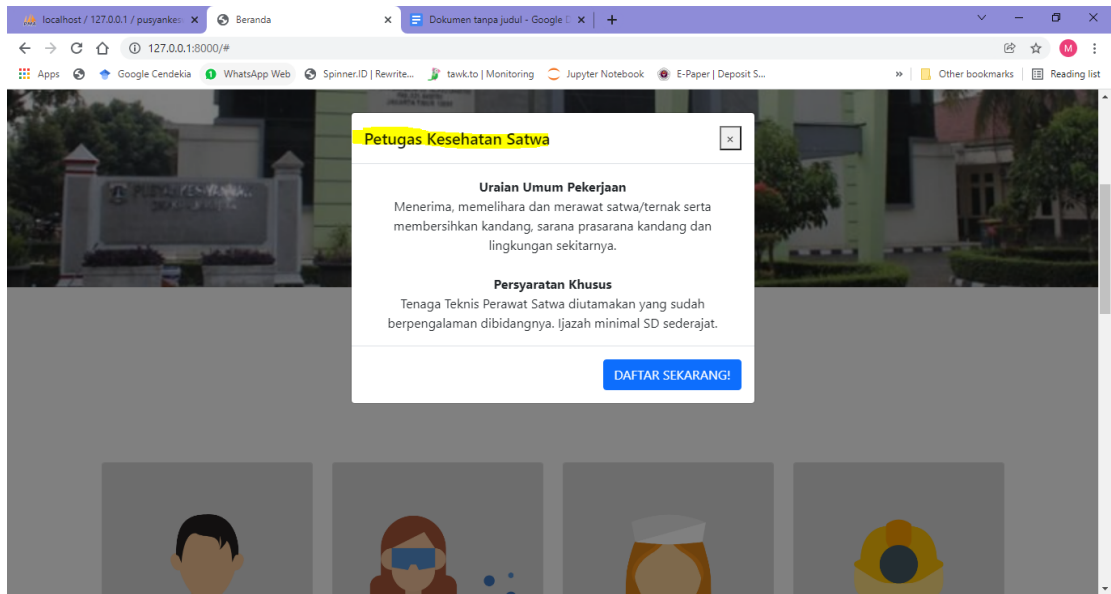 localhost / 127.0.0.1 / pusyankes
Beranda
Dokumen tanpa judul - Google D
127.0.0.1:8000/#
M
Apps
Google Cendekia
WhatsApp Web
Spinner.ID | Rewrite...
tawk.to | Monitoring
Jupyter Notebook
E-Paper | Deposit S...
»
Other bookmarks
Reading list
Petugas Kesehatan Satwa
×
Uraian Umum Pekerjaan
Menerima, memelihara dan merawat satwa/ternak serta
membersihkan kandang, sarana prasarana kandang dan
lingkungan sekitarnya.
Persyaratan Khusus
Tenaga Teknis Perawat Satwa diutamakan yang sudah
berpengalaman dibidangnya. Ijazah minimal SD sederajat.
DAFTAR SEKARANG!